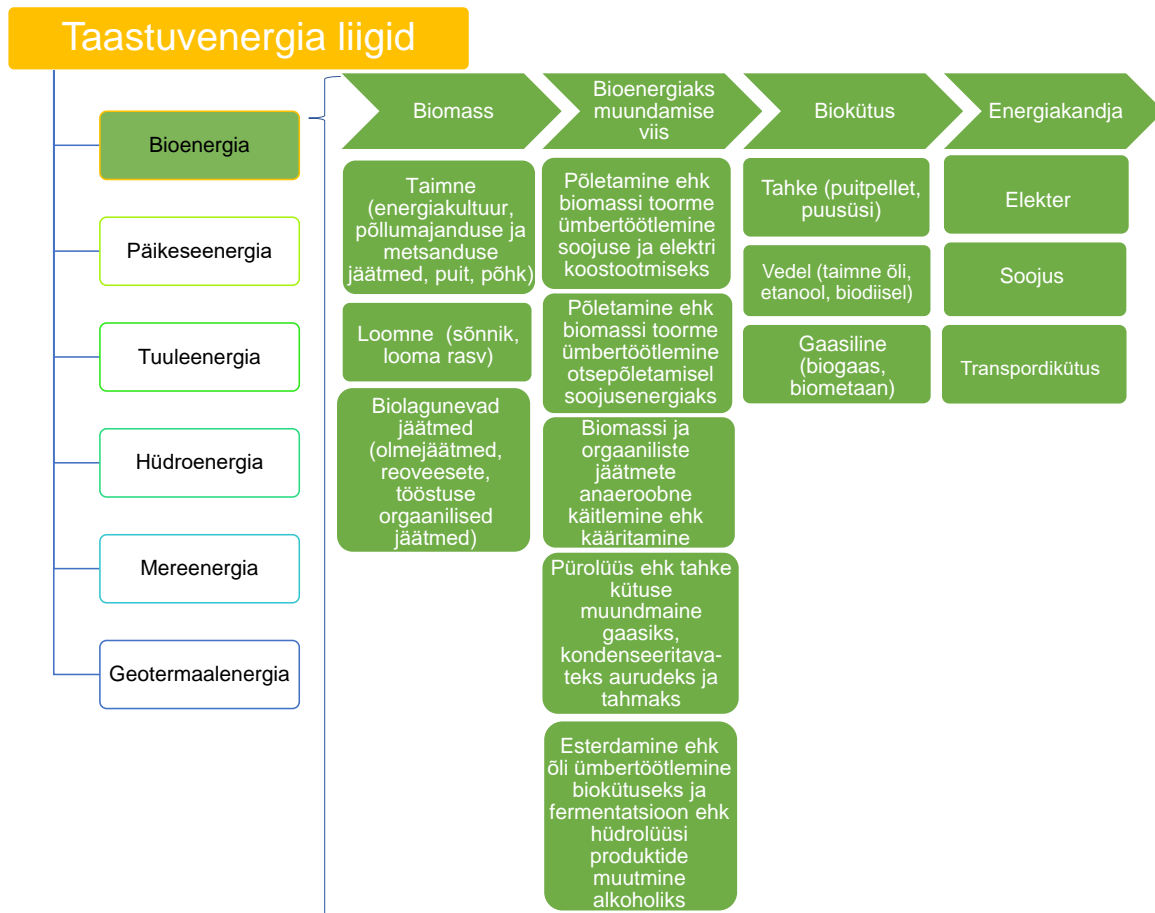 Taastuvenergia liigid
Bioenergia
Päikeseenergia
Tuuleenergia
Hüdroenergia
Mereenergia
Geotermaalenergia
Biomass
Taimne
(energiakultuur,
põllumajanduse ja
metsanduse
jäätmed, puit, põhk)
Loomne (sõnnik,
looma rasv)
Biolagunevad
jäätmed
(olmejäätmed,
reoveesete,
tööstuse
orgaanilised
jäätmed)
Bioenergiaks
muundamise
viis
Põletamine ehk
biomassi toorme
ümbertöötlemine
soojuse ja elektri
koostootmiseks
Põletamine ehk
biomassi toorme
ümbertöötlemine
otsepõletamisel
soojusenergiaks
Biomassi ja
orgaaniliste
jäätmete
anaeroobne
käitlemine ehk
kääritamine
Pürolüüs ehk tahke
kütuse
muundmaine
gaasiks,
kondenseeritava-
teks aurudeks ja
tahmaks
Esterdamine ehk
õli ümbertöötlemine
biokütuseks ja
fermentatsioon ehk
hüdrolüüsi
produktide
muutmine
alkoholiks
Biokütus
Tahke (puitpellet,
puusüsi)
Vedel (taimne õli,
etanool, biodiisel)
Gaasiline
(biogaas,
biometaan)
Energiakandja
Elekter
Soojus
Transpordikütus